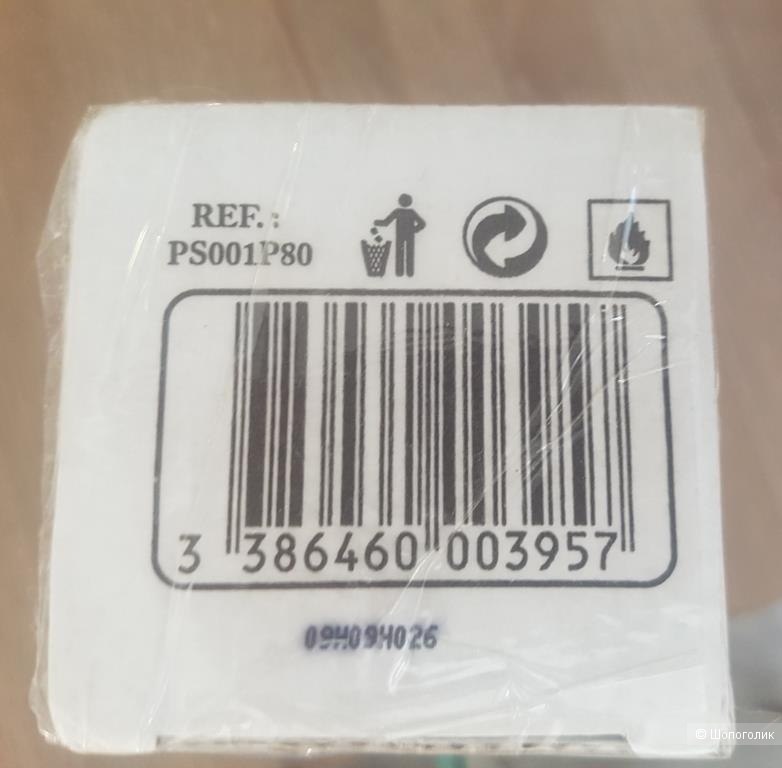 REF. :
PS001P80
3 386460 003957
09H09H026
© Шопоголик